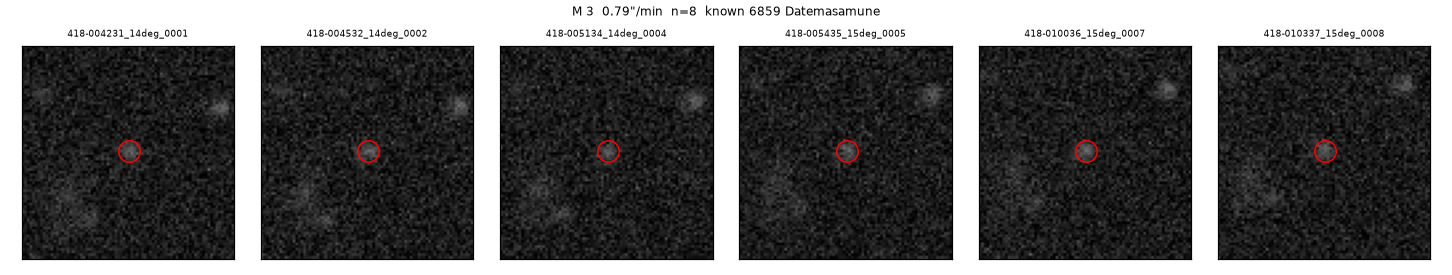 M 3  0.79"/min  n=8  known 6859 Datemasamune
418-004231_14deg_0001
418-004532_14deg_0002
418-005134_14deg_0004
418-005435_15deg_0005
418-010036_15deg_0007
418-010337_15deg_0008